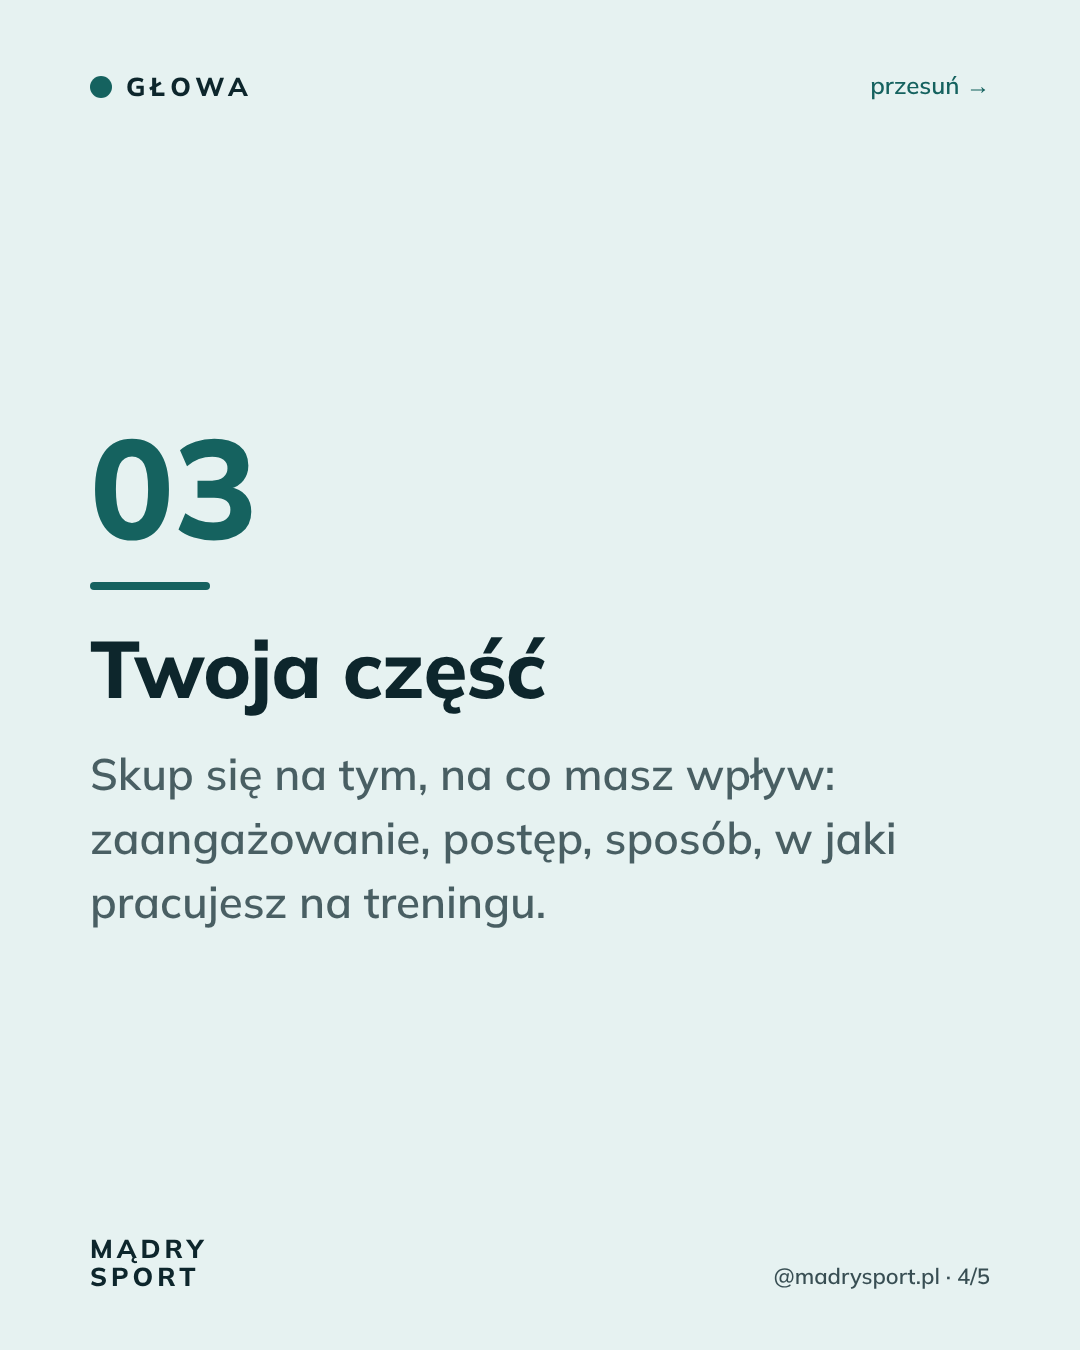 GŁOWA
przesuń →
03
Twoja część
Skup się na tym, na co masz wpływ:
zaangażowanie, postęp, sposób, w jaki
pracujesz na treningu.
MĄDRY
SPORT
@madrysport.pl · 4/5